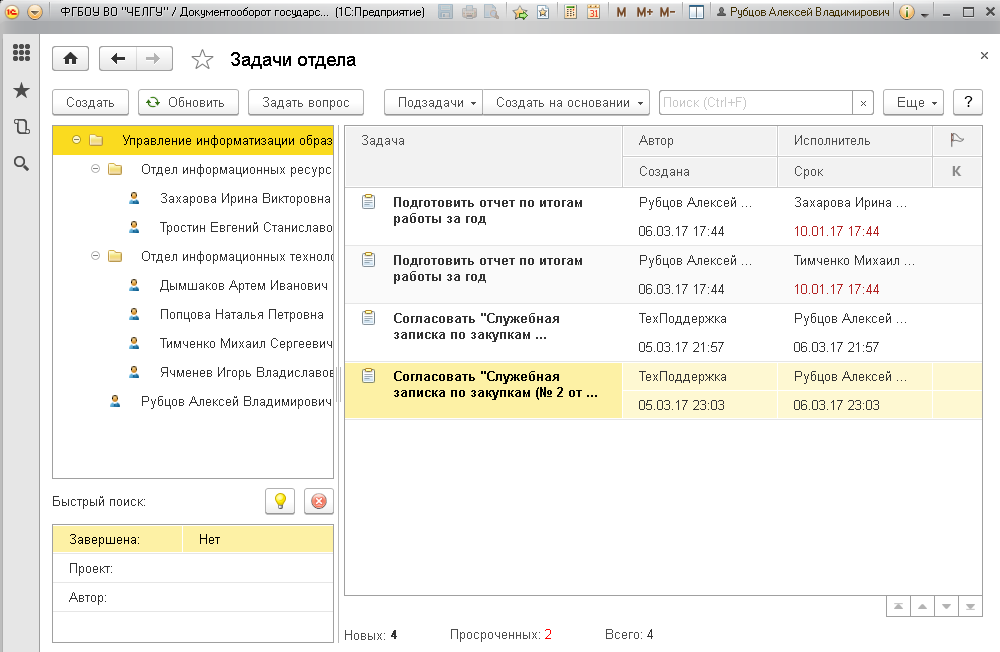 ФГБОУ ВО "ЧЕЛГУ" / Документооборот государс... (1С:Предприятие)
31 M M+ M-
Рубцов Алексей Владимирович
Задачи отдела
Создать Обновить Задать вопрос Подзадачи Создать на основании Поиск (Ctrl+F) × Еще ?
Управление информатизации образ
Отдел информационных ресурс
Захарова Ирина Викторовна
Тростин Евгений Станиславо
Отдел информационных технол
Дымшаков Артем Иванович
Попцова Наталья Петровна
Тимченко Михаил Сергеевич
Ячменев Игорь Владиславов
Рубцов Алексей Владимирович
Быстрый поиск:
Завершена: Нет
Проект:
Автор:
Задача Автор Исполнитель
Создана Срок К
Подготовить отчет по итогам Рубцов Алексей ... Захарова Ирина ...
работы за год
06.03.17 17:44 10.01.17 17:44
Подготовить отчет по итогам Рубцов Алексей ... Тимченко Михаил ...
работы за год
06.03.17 17:44 10.01.17 17:44
Согласовать "Служебная ТехПоддержка Рубцов Алексей ...
записка по закупкам ...
05.03.17 21:57 06.03.17 21:57
Согласовать "Служебная ТехПоддержка Рубцов Алексей ...
записка по закупкам (№ 2 от ...
05.03.17 23:03 06.03.17 23:03
Новых: 4 Просроченных: 2 Всего: 4